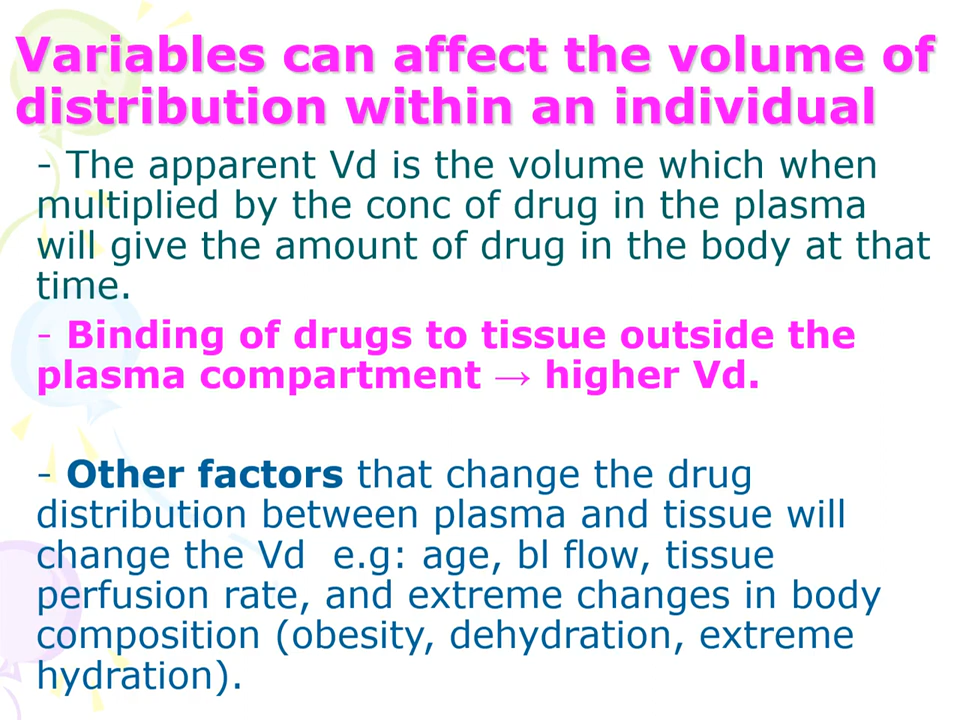 Variables can affect the volume of
distribution within an individual
- The apparent Vd is the volume which when
multiplied by the conc of drug in the plasma
will give the amount of drug in the body at that
time.
- Binding of drugs to tissue outside the
plasma compartment → higher Vd.
- Other factors that change the drug
distribution between plasma and tissue will
change the Vd  e.g: age, bl flow, tissue
perfusion rate, and extreme changes in body
composition (obesity, dehydration, extreme
hydration).